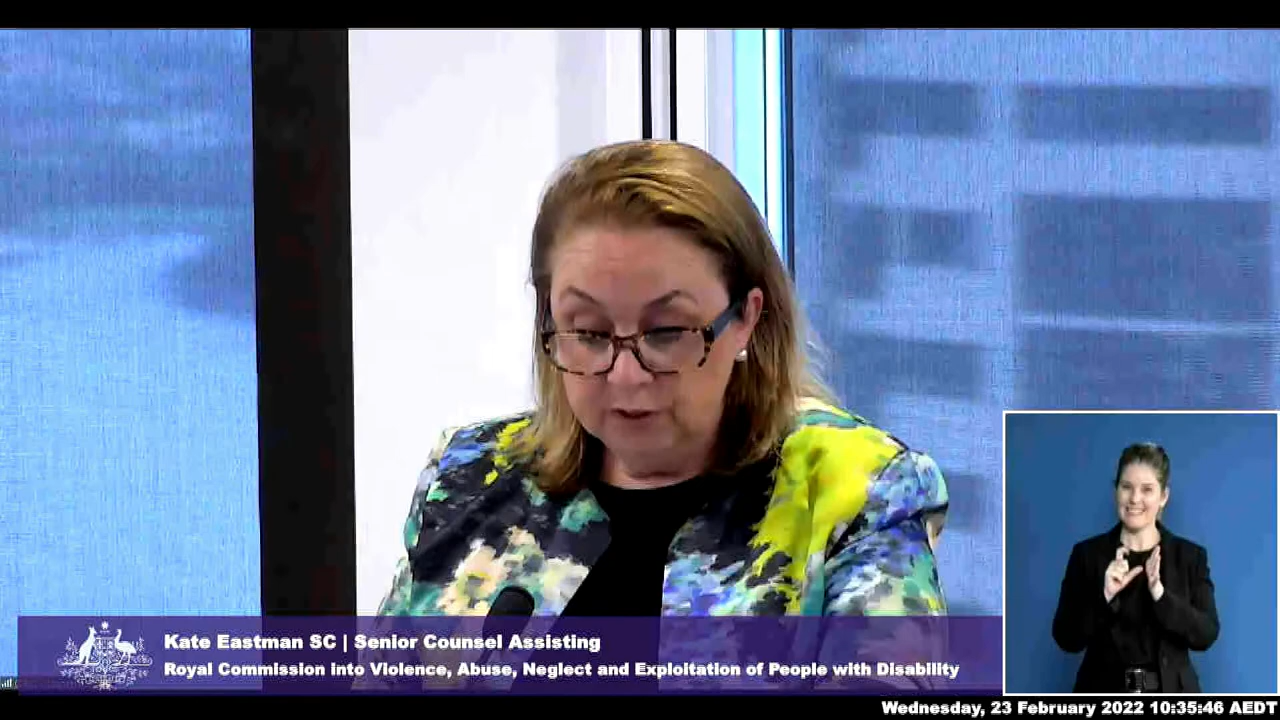 Kate Eastman SC | Senior Counsel Assisting
Royal Commission into Violence, Abuse, Neglect and Exploitation of People with Disability
Wednesday, 23 February 2022 10:35:46 AEDT